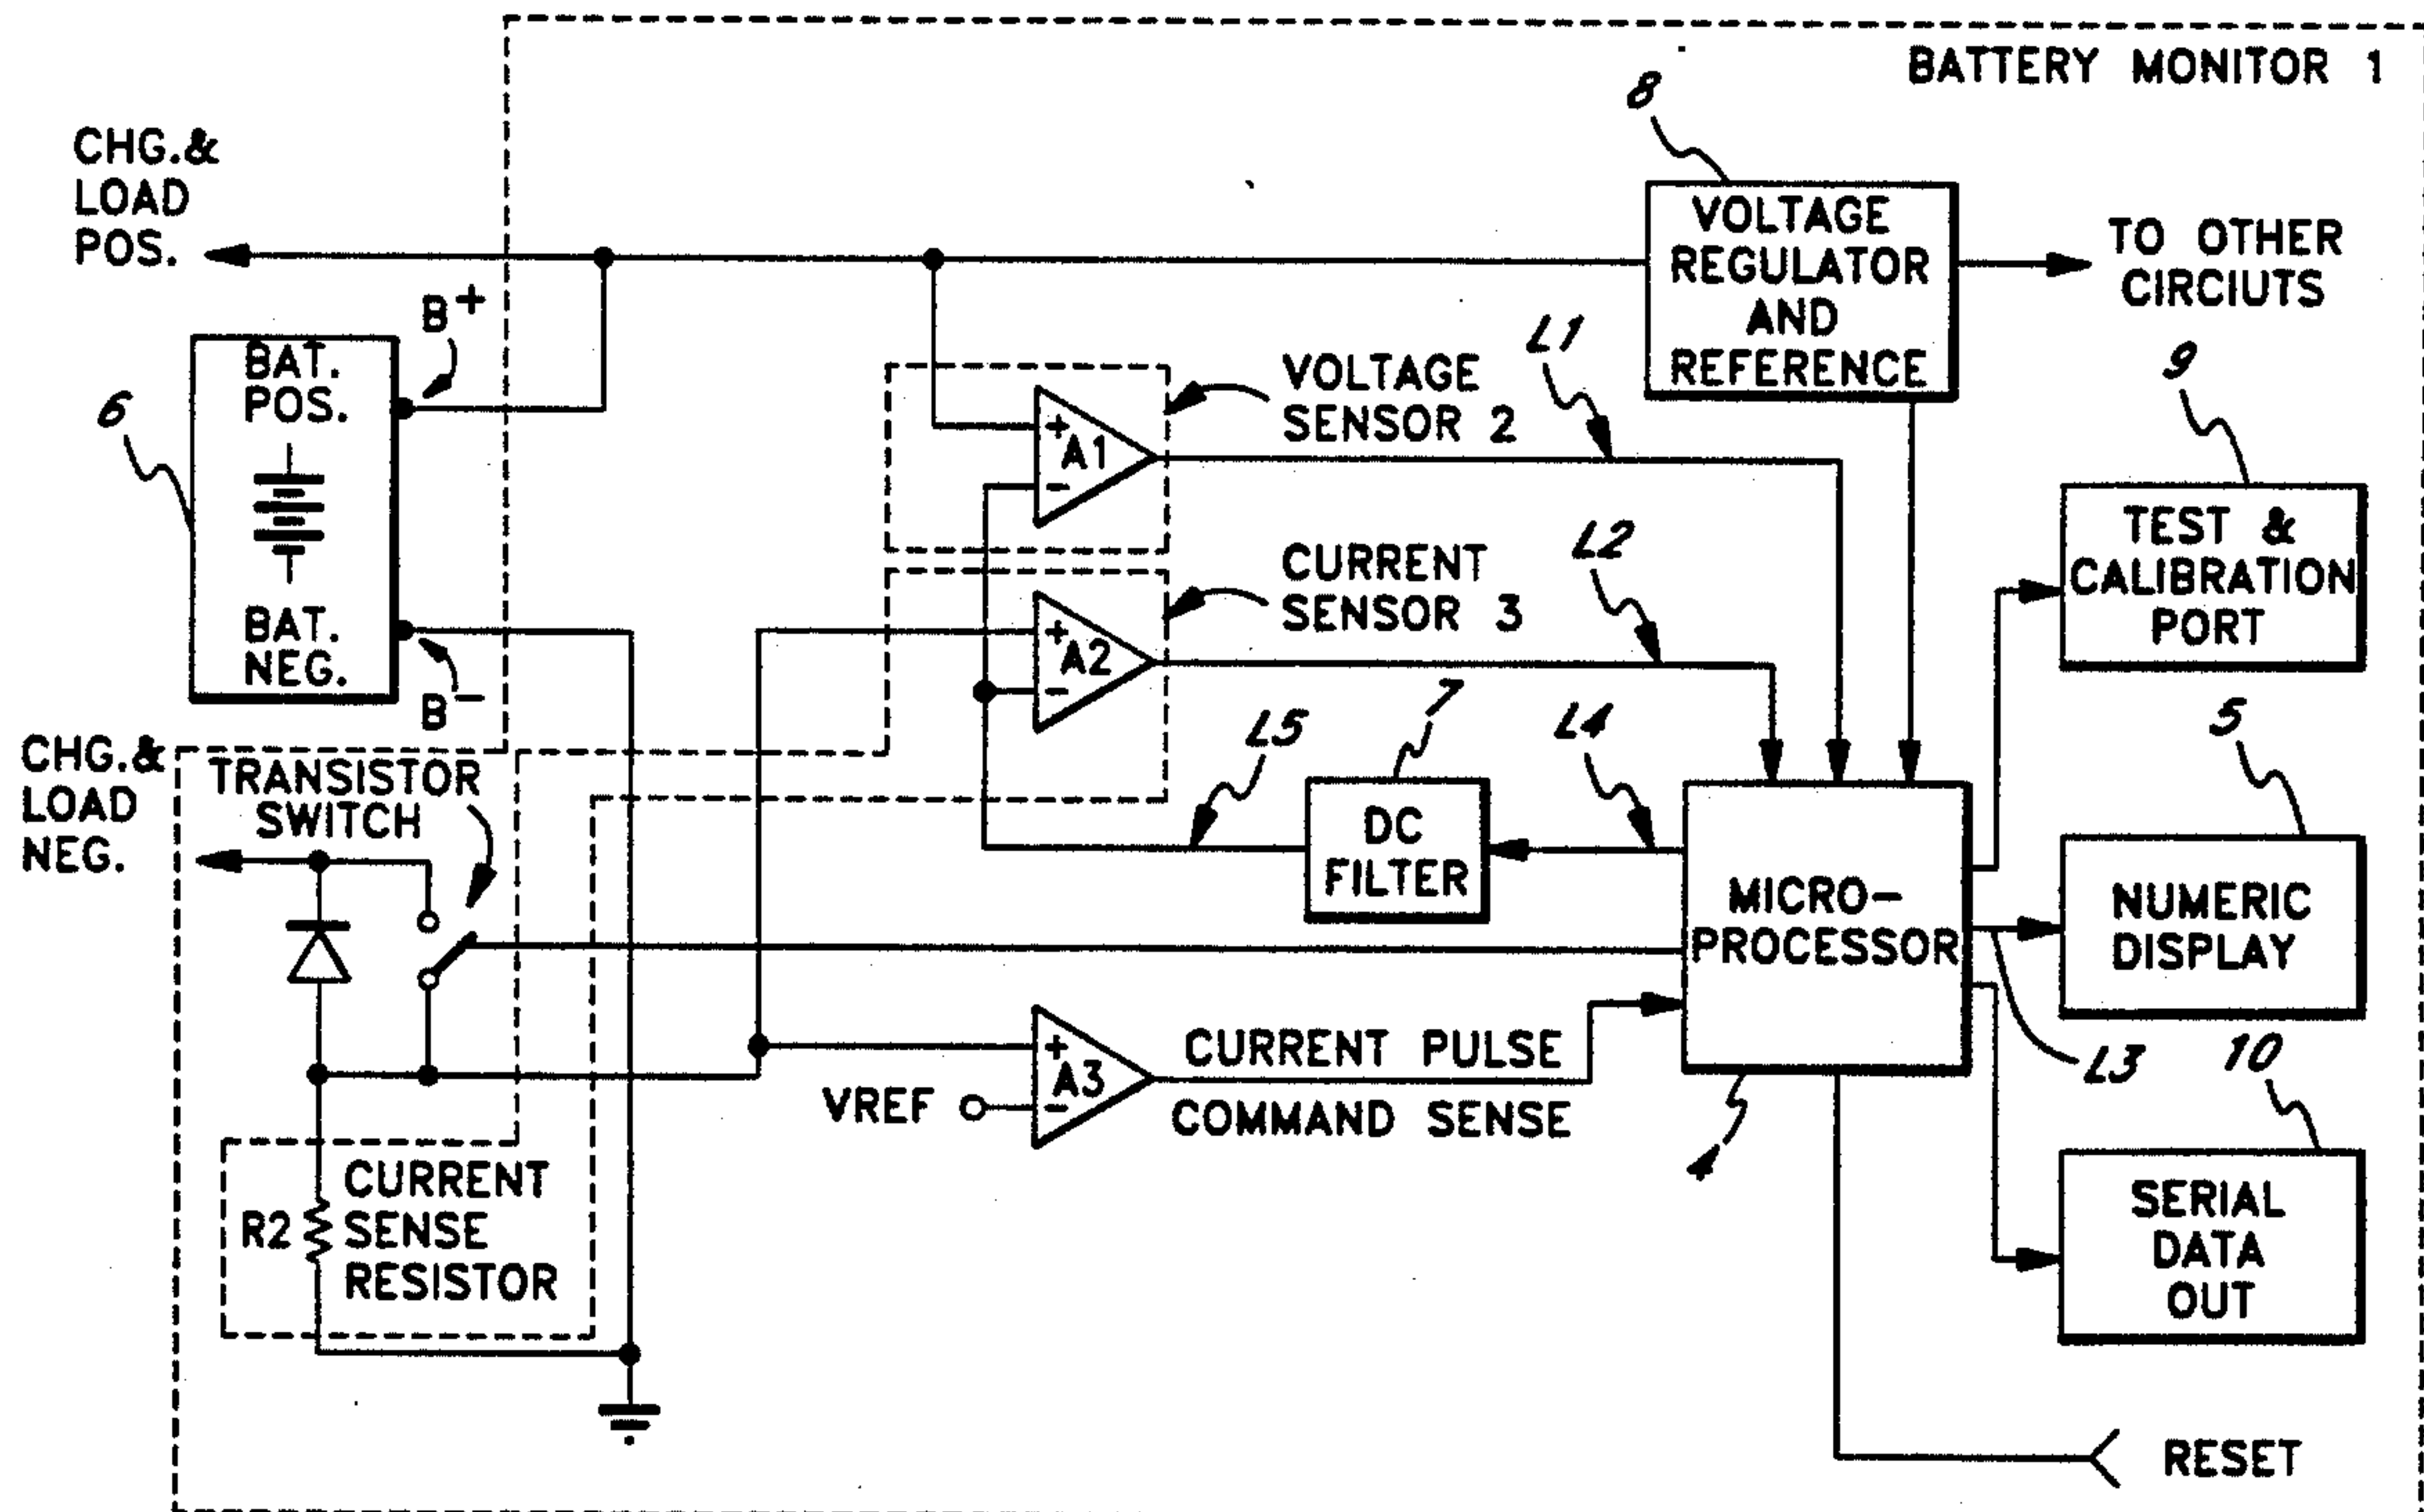 BATTERY MONITOR 1
8
CHG.&
LOAD
POS.
VOLTAGE
REGULATOR
AND
REFERENCE
TO OTHER
CIRCIUTS
B+
BAT.
POS.
6
BAT.
NEG.
B-
VOLTAGE
SENSOR 2
L1
+
A1
-
CURRENT
SENSOR 3
L2
+
A2
-
9
TEST &
CALIBRATION
PORT
CHG.&
LOAD
NEG.
TRANSISTOR
SWITCH
L5
7
L4
DC
FILTER
MICRO-
PROCESSOR
4
5
NUMERIC
DISPLAY
L3
+
A3
-
VREF
CURRENT PULSE
COMMAND SENSE
10
SERIAL
DATA
OUT
R2
CURRENT
SENSE
RESISTOR
RESET